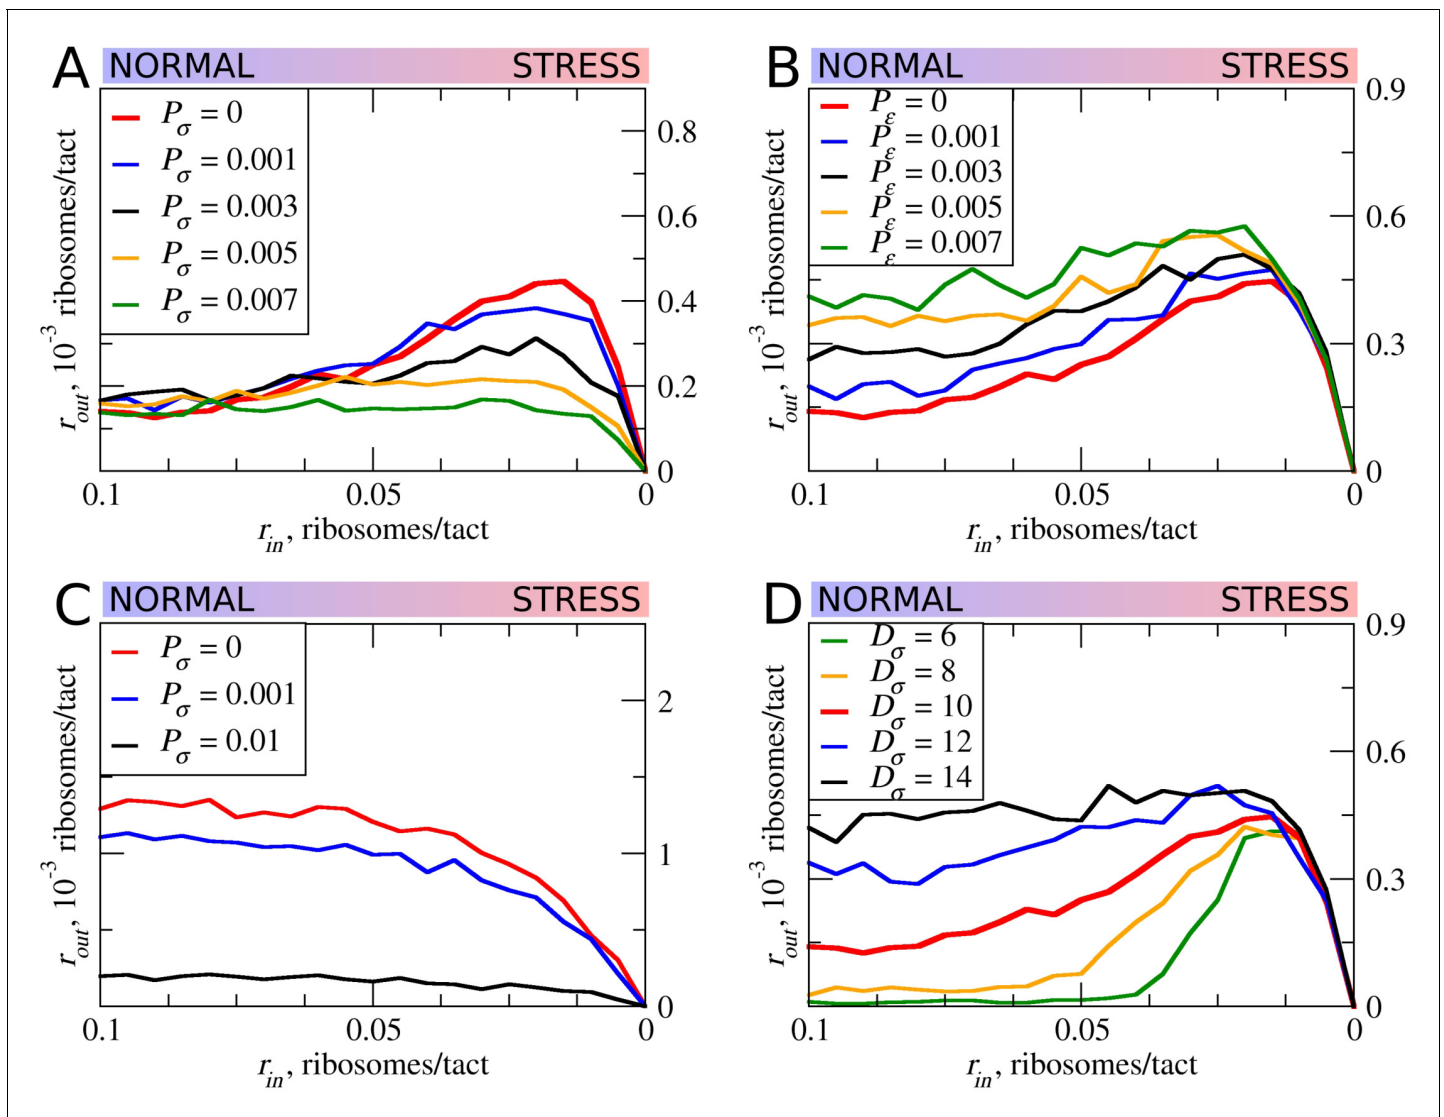 A
NORMAL STRESS
P_σ = 0
P_σ = 0.001
P_σ = 0.003
P_σ = 0.005
P_σ = 0.007
r_out, 10⁻³ ribosomes/tact
0.8
0.6
0.4
0.2
0
0.1 0.05 0
r_in, ribosomes/tact
B
NORMAL STRESS
P_ε = 0
P_ε = 0.001
P_ε = 0.003
P_ε = 0.005
P_ε = 0.007
r_out, 10⁻³ ribosomes/tact
0.9
0.6
0.3
0
0.1 0.05 0
r_in, ribosomes/tact
C
NORMAL STRESS
P_σ = 0
P_σ = 0.001
P_σ = 0.01
r_out, 10⁻³ ribosomes/tact
2
1
0
0.1 0.05 0
r_in, ribosomes/tact
D
NORMAL STRESS
D_σ = 6
D_σ = 8
D_σ = 10
D_σ = 12
D_σ = 14
r_out, 10⁻³ ribosomes/tact
0.9
0.6
0.3
0
0.1 0.05 0
r_in, ribosomes/tact